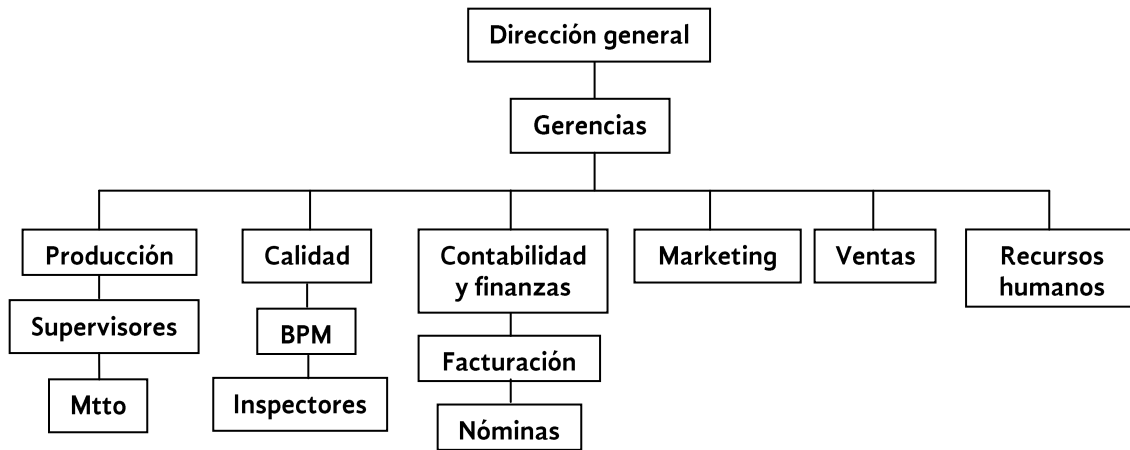 Dirección general
Gerencias
Producción
Calidad
Contabilidad
y finanzas
Marketing
Ventas
Recursos
humanos
Supervisores
BPM
Facturación
Mtto
Inspectores
Nóminas